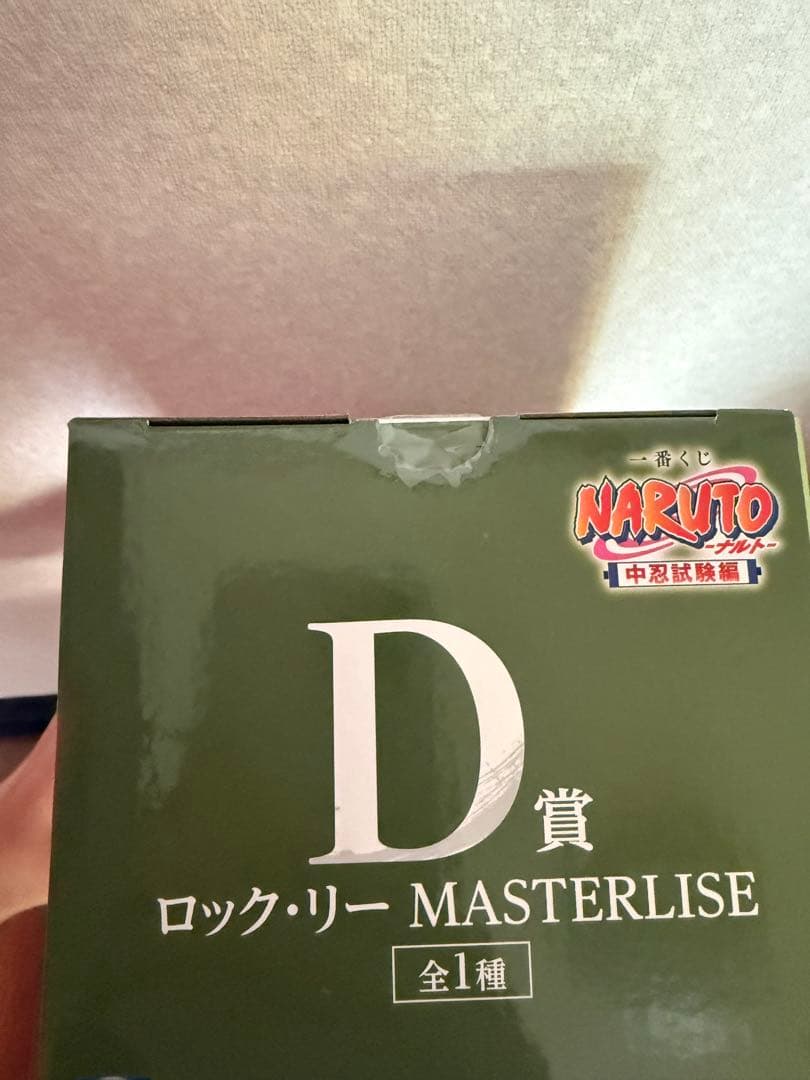 一番くじ
NARUTO
-ナルト-
中忍試験編
D賞
ロック・リー MASTERLISE
全1種